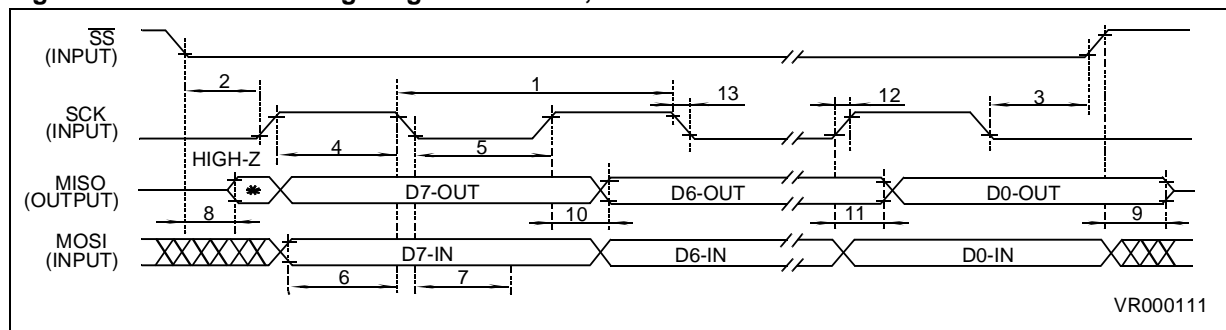 SS
(INPUT)
2
1
13
12
3
SCK
(INPUT)
4
5
HIGH-Z
MISO
(OUTPUT)
*
D7-OUT
D6-OUT
D0-OUT
8
10
11
9
MOSI
(INPUT)
D7-IN
D6-IN
D0-IN
6
7
VR000111